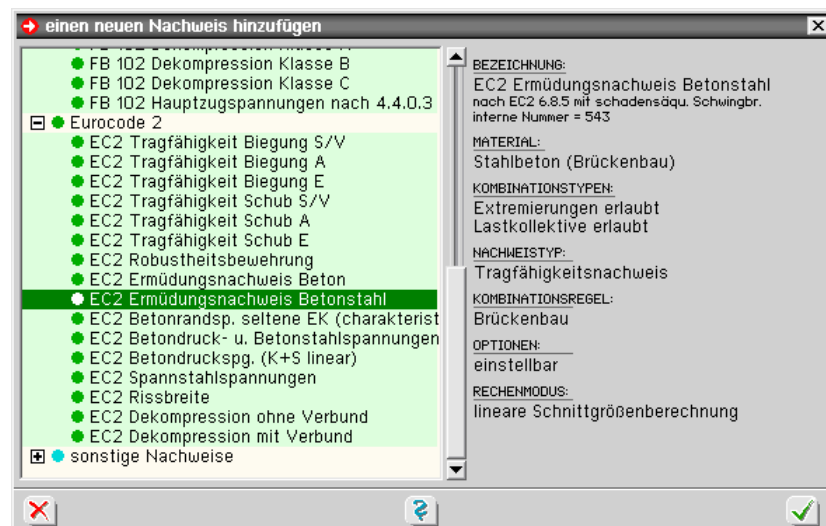 einen neuen Nachweis hinzufügen
FB 102 Dekompression Klasse B
FB 102 Dekompression Klasse C
FB 102 Hauptzugspannungen nach 4.4.0.3
Eurocode 2
EC2 Tragfähigkeit Biegung S/V
EC2 Tragfähigkeit Biegung A
EC2 Tragfähigkeit Biegung E
EC2 Tragfähigkeit Schub S/V
EC2 Tragfähigkeit Schub A
EC2 Tragfähigkeit Schub E
EC2 Robustheitsbewehrung
EC2 Ermüdungsnachweis Beton
EC2 Ermüdungsnachweis Betonstahl
EC2 Betonrandsp. seltene EK (charakterist
EC2 Betondruck- u. Betonstahlspannungen
EC2 Betondruckspg. (K+S linear)
EC2 Spannstahlspannungen
EC2 Rissbreite
EC2 Dekompression ohne Verbund
EC2 Dekompression mit Verbund
sonstige Nachweise
BEZEICHNUNG:
EC2 Ermüdungsnachweis Betonstahl
nach EC2 6.8.5 mit schadensäqu. Schwingbr.
interne Nummer = 543
MATERIAL:
Stahlbeton (Brückenbau)
KOMBINATIONSTYPEN:
Extremierungen erlaubt
Lastkollektive erlaubt
NACHWEISTYP:
Tragfähigkeitsnachweis
KOMBINATIONSREGEL:
Brückenbau
OPTIONEN:
einstellbar
RECHENMODUS:
lineare Schnittgrößenberechnung